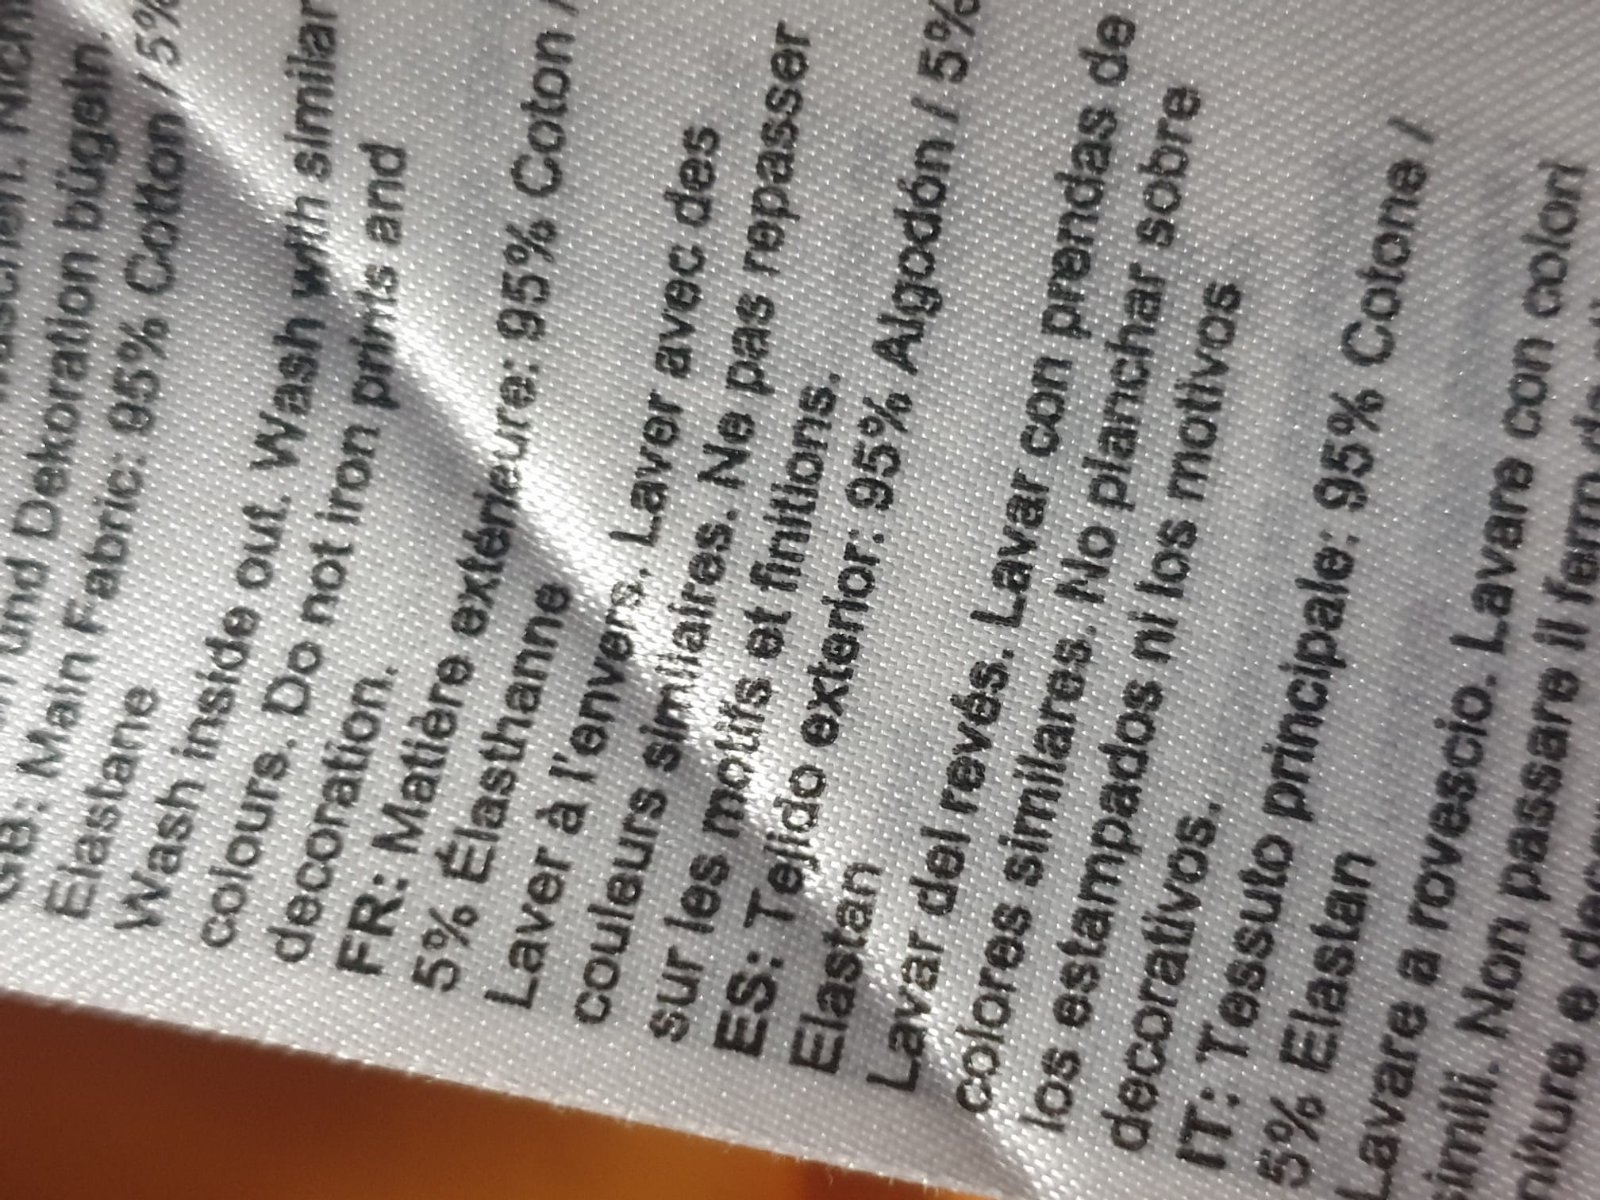 und Dekoration bügeln.
GB: Main Fabric: 95% Cotton / 5%
Elastane
Wash inside out. Wash with similar
colours. Do not iron prints and
decoration.
FR: Matière extérieure: 95% Coton /
5% Élasthanne
Laver à l'envers. Laver avec des
couleurs similiaires. Ne pas repasser
sur les motifs et finitions.
ES: Tejido exterior: 95% Algodón / 5%
Elastan
Lavar del revés. Lavar con prendas de
colores similares. No planchar sobre
los estampados ni los motivos
decorativos.
IT: Tessuto principale: 95% Cotone /
5% Elastan
Lavare a rovescio. Lavare con colori
imili. Non passare il ferro da
niture e